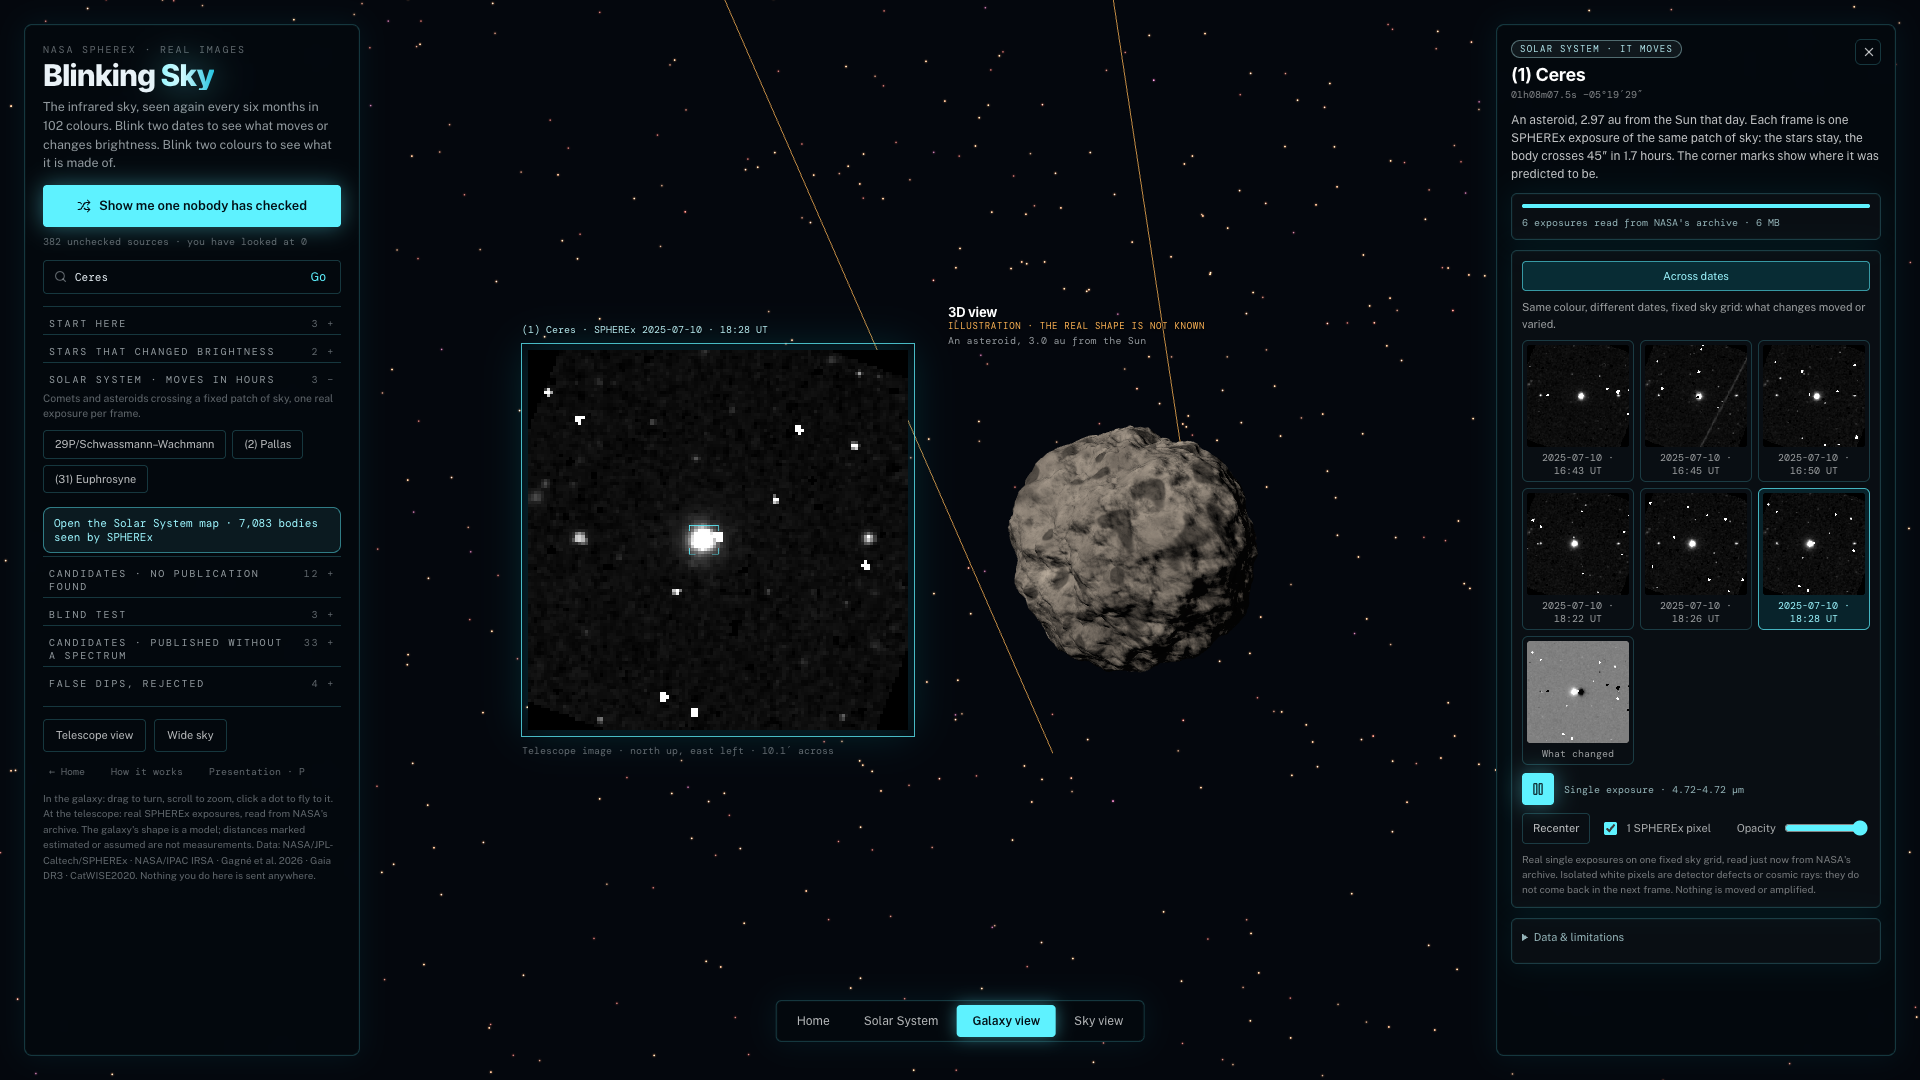 NASA SPHEREX · REAL IMAGES
Blinking Sky
The infrared sky, seen again every six months in
102 colours. Blink two dates to see what moves or
changes brightness. Blink two colours to see what
it is made of.
Show me one nobody has checked
382 unchecked sources · you have looked at 0
Ceres
Go
START HERE 3 +
STARS THAT CHANGED BRIGHTNESS 2 +
SOLAR SYSTEM · MOVES IN HOURS 3 −
Comets and asteroids crossing a fixed patch of sky, one real
exposure per frame.
29P/Schwassmann–Wachmann
(2) Pallas
(31) Euphrosyne
Open the Solar System map · 7,083 bodies
seen by SPHEREx
CANDIDATES · NO PUBLICATION 12 +
FOUND
BLIND TEST 3 +
CANDIDATES · PUBLISHED WITHOUT 33 +
A SPECTRUM
FALSE DIPS, REJECTED 4 +
Telescope view
Wide sky
← Home
How it works
Presentation · P
In the galaxy: drag to turn, scroll to zoom, click a dot to fly to it.
At the telescope: real SPHEREx exposures, read from NASA's
archive. The galaxy's shape is a model; distances marked
estimated or assumed are not measurements. Data: NASA/JPL-
Caltech/SPHEREx · NASA/IPAC IRSA · Gagné et al. 2026 · Gaia
DR3 · CatWISE2020. Nothing you do here is sent anywhere.
(1) Ceres · SPHEREx 2025-07-10 · 18:28 UT
Telescope image · north up, east left · 10.1′ across
3D view
ILLUSTRATION · THE REAL SHAPE IS NOT KNOWN
An asteroid, 3.0 au from the Sun
Home
Solar System
Galaxy view
Sky view
SOLAR SYSTEM · IT MOVES
(1) Ceres
01h08m07.5s −05°19′29″
An asteroid, 2.97 au from the Sun that day. Each frame is one
SPHEREx exposure of the same patch of sky: the stars stay, the
body crosses 45″ in 1.7 hours. The corner marks show where it was
predicted to be.
6 exposures read from NASA's archive · 6 MB
Across dates
Same colour, different dates, fixed sky grid: what changes moved or
varied.
2025-07-10 ·
16:43 UT
2025-07-10 ·
16:45 UT
2025-07-10 ·
16:50 UT
2025-07-10 ·
18:22 UT
2025-07-10 ·
18:26 UT
2025-07-10 ·
18:28 UT
What changed
Single exposure · 4.72–4.72 µm
Recenter
1 SPHEREx pixel
Opacity
Real single exposures on one fixed sky grid, read just now from NASA's
archive. Isolated white pixels are detector defects or cosmic rays: they do
not come back in the next frame. Nothing is moved or amplified.
Data & limitations